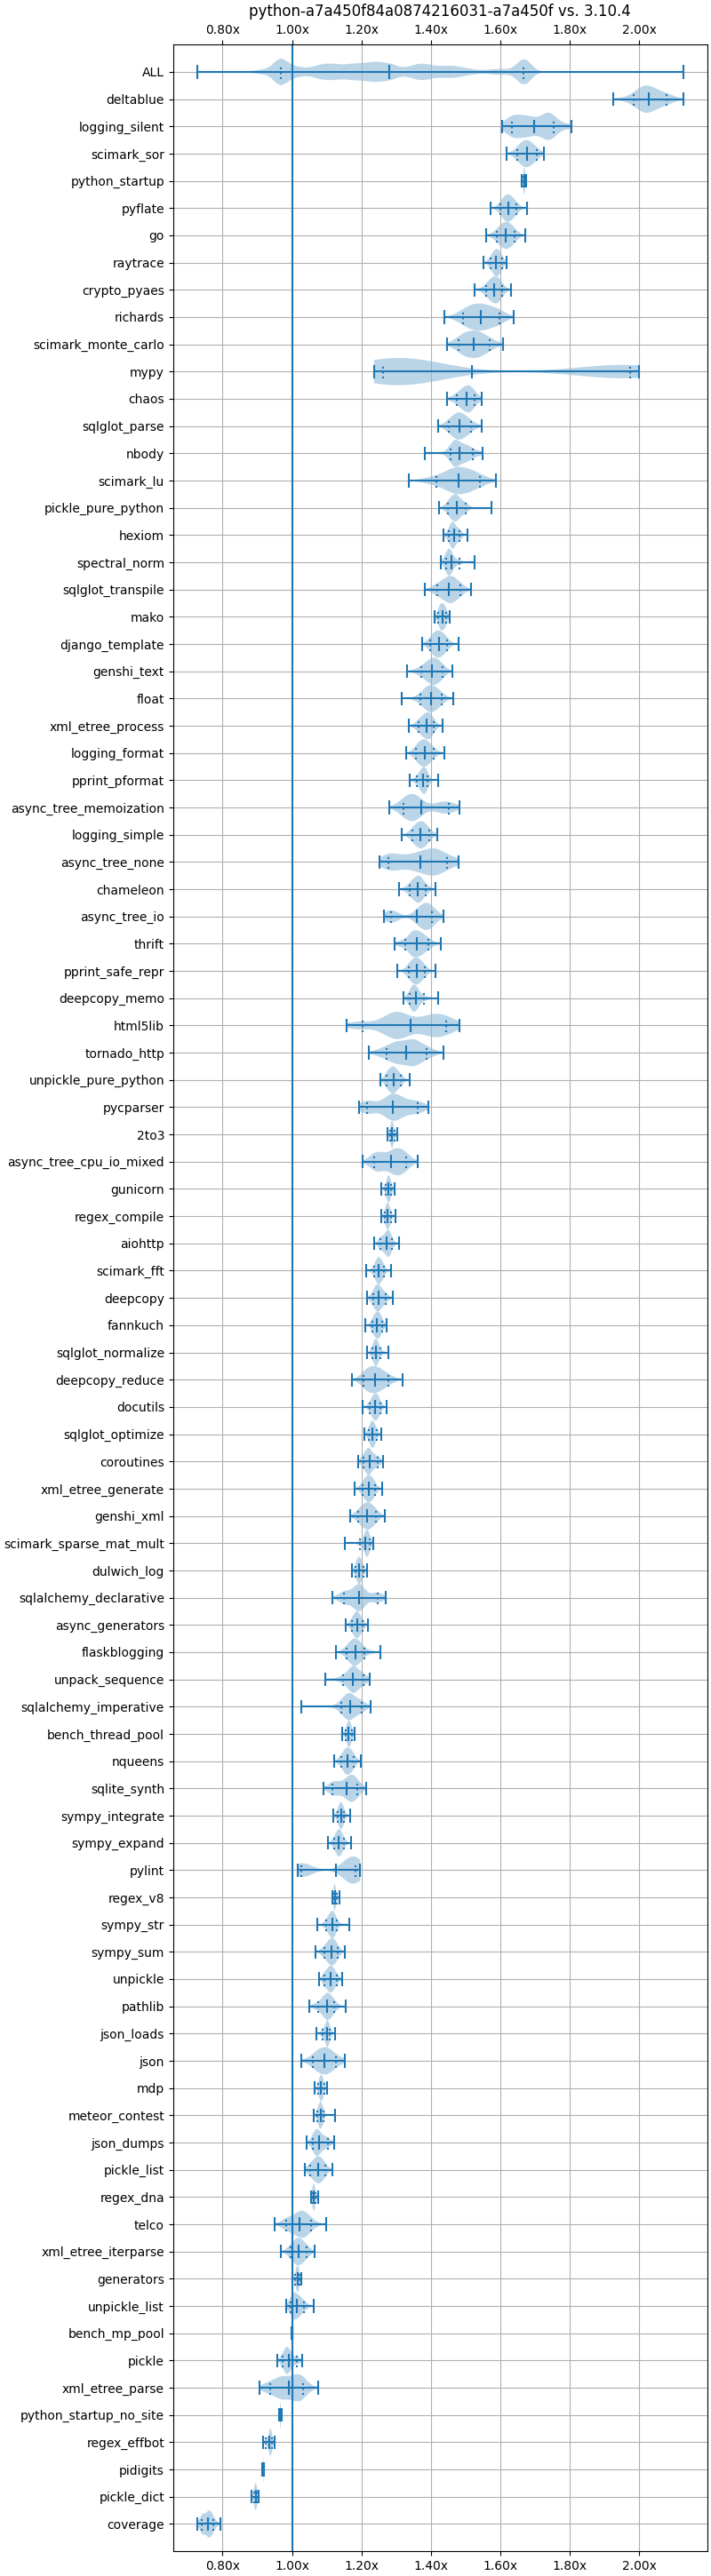 python-a7a450f84a0874216031-a7a450f vs. 3.10.4
0.80x 1.00x 1.20x 1.40x 1.60x 1.80x 2.00x
ALL
deltablue
logging_silent
scimark_sor
python_startup
pyflate
go
raytrace
crypto_pyaes
richards
scimark_monte_carlo
mypy
chaos
sqlglot_parse
nbody
scimark_lu
pickle_pure_python
hexiom
spectral_norm
sqlglot_transpile
mako
django_template
genshi_text
float
xml_etree_process
logging_format
pprint_pformat
async_tree_memoization
logging_simple
async_tree_none
chameleon
async_tree_io
thrift
pprint_safe_repr
deepcopy_memo
html5lib
tornado_http
unpickle_pure_python
pycparser
2to3
async_tree_cpu_io_mixed
gunicorn
regex_compile
aiohttp
scimark_fft
deepcopy
fannkuch
sqlglot_normalize
deepcopy_reduce
docutils
sqlglot_optimize
coroutines
xml_etree_generate
genshi_xml
scimark_sparse_mat_mult
dulwich_log
sqlalchemy_declarative
async_generators
flaskblogging
unpack_sequence
sqlalchemy_imperative
bench_thread_pool
nqueens
sqlite_synth
sympy_integrate
sympy_expand
pylint
regex_v8
sympy_str
sympy_sum
unpickle
pathlib
json_loads
json
mdp
meteor_contest
json_dumps
pickle_list
regex_dna
telco
xml_etree_iterparse
generators
unpickle_list
bench_mp_pool
pickle
xml_etree_parse
python_startup_no_site
regex_effbot
pidigits
pickle_dict
coverage
0.80x 1.00x 1.20x 1.40x 1.60x 1.80x 2.00x